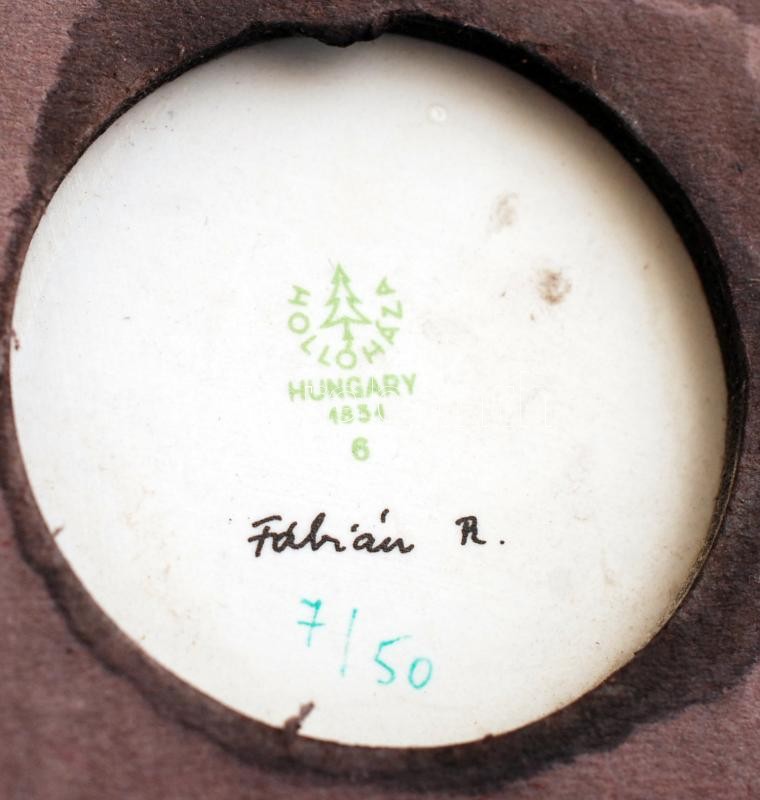 HOLLÓHÁZA
HUNGARY
1831
6
Fábián R.
7/50